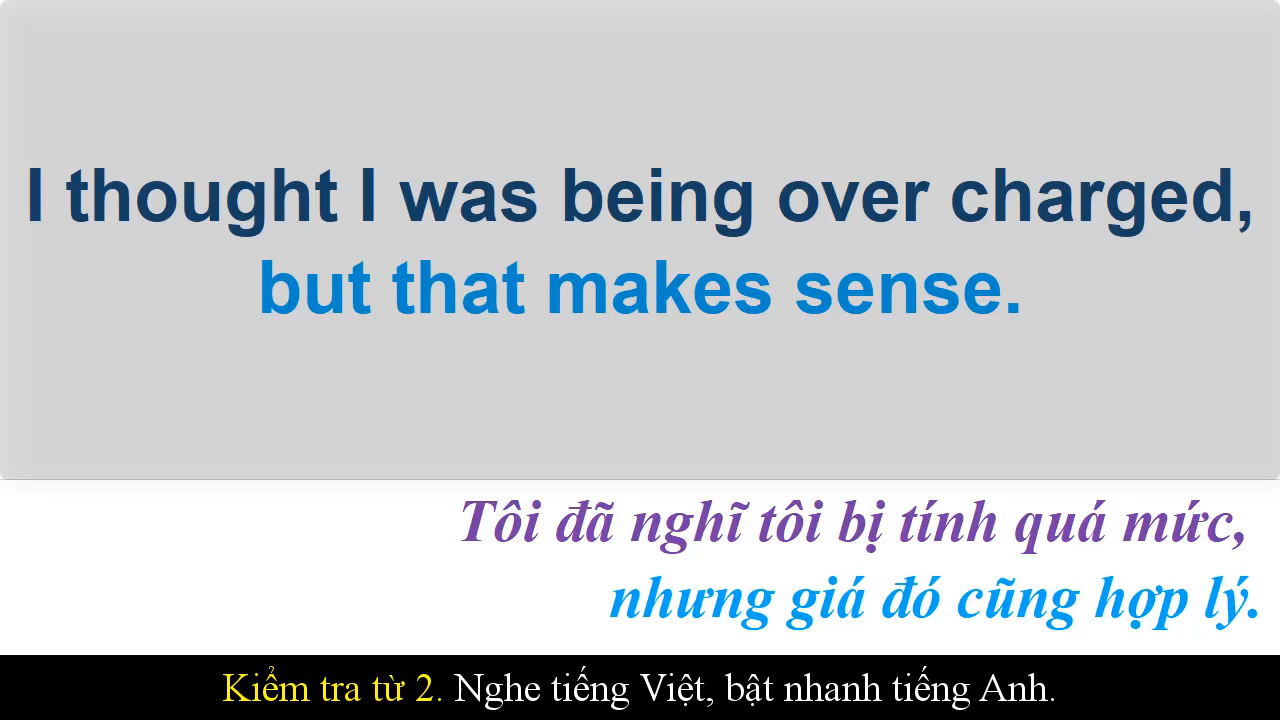 I thought I was being over charged,
but that makes sense.
Tôi đã nghĩ tôi bị tính quá mức,
nhưng giá đó cũng hợp lý.
Kiểm tra từ 2. Nghe tiếng Việt, bật nhanh tiếng Anh.